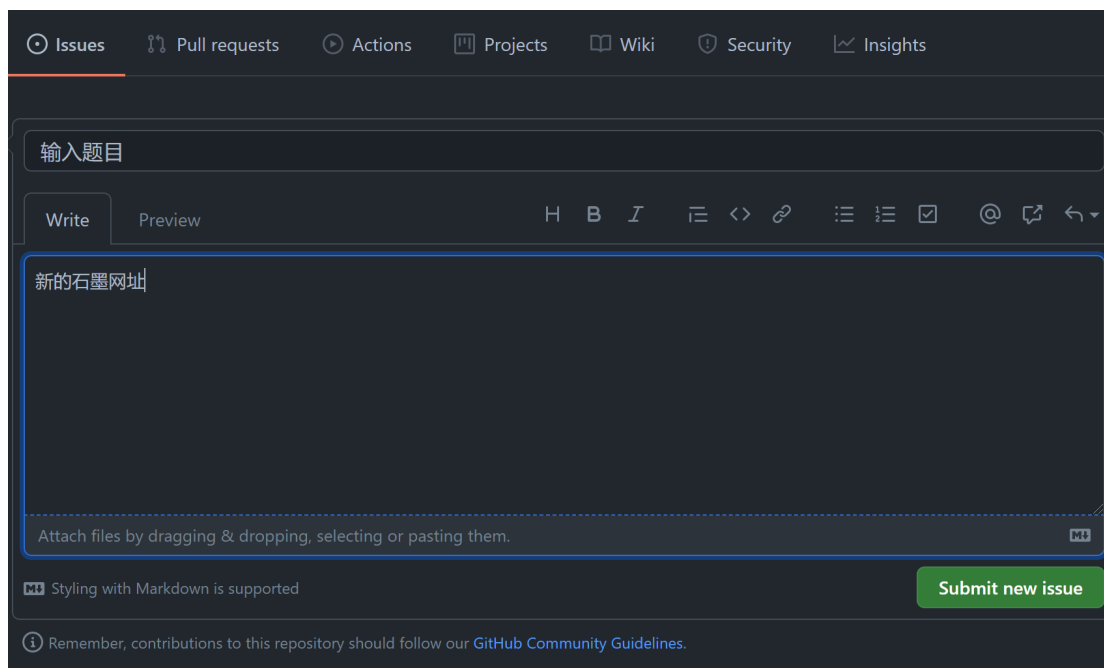 Issues Pull requests Actions Projects Wiki Security Insights
输入题目
Write Preview
新的石墨网址
Attach files by dragging & dropping, selecting or pasting them.
Styling with Markdown is supported
Submit new issue
Remember, contributions to this repository should follow our GitHub Community Guidelines.